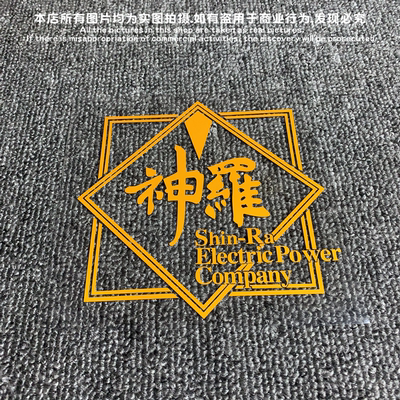 本店所有图片均为实图拍摄,如有盗用于商业行为,发现必究
All the pictures in this shop are taken as real pictures.
If there is misappropriation of commercial activities, the discovery will be prosecuted
神羅
Shin-Ra
Electric Power
Company